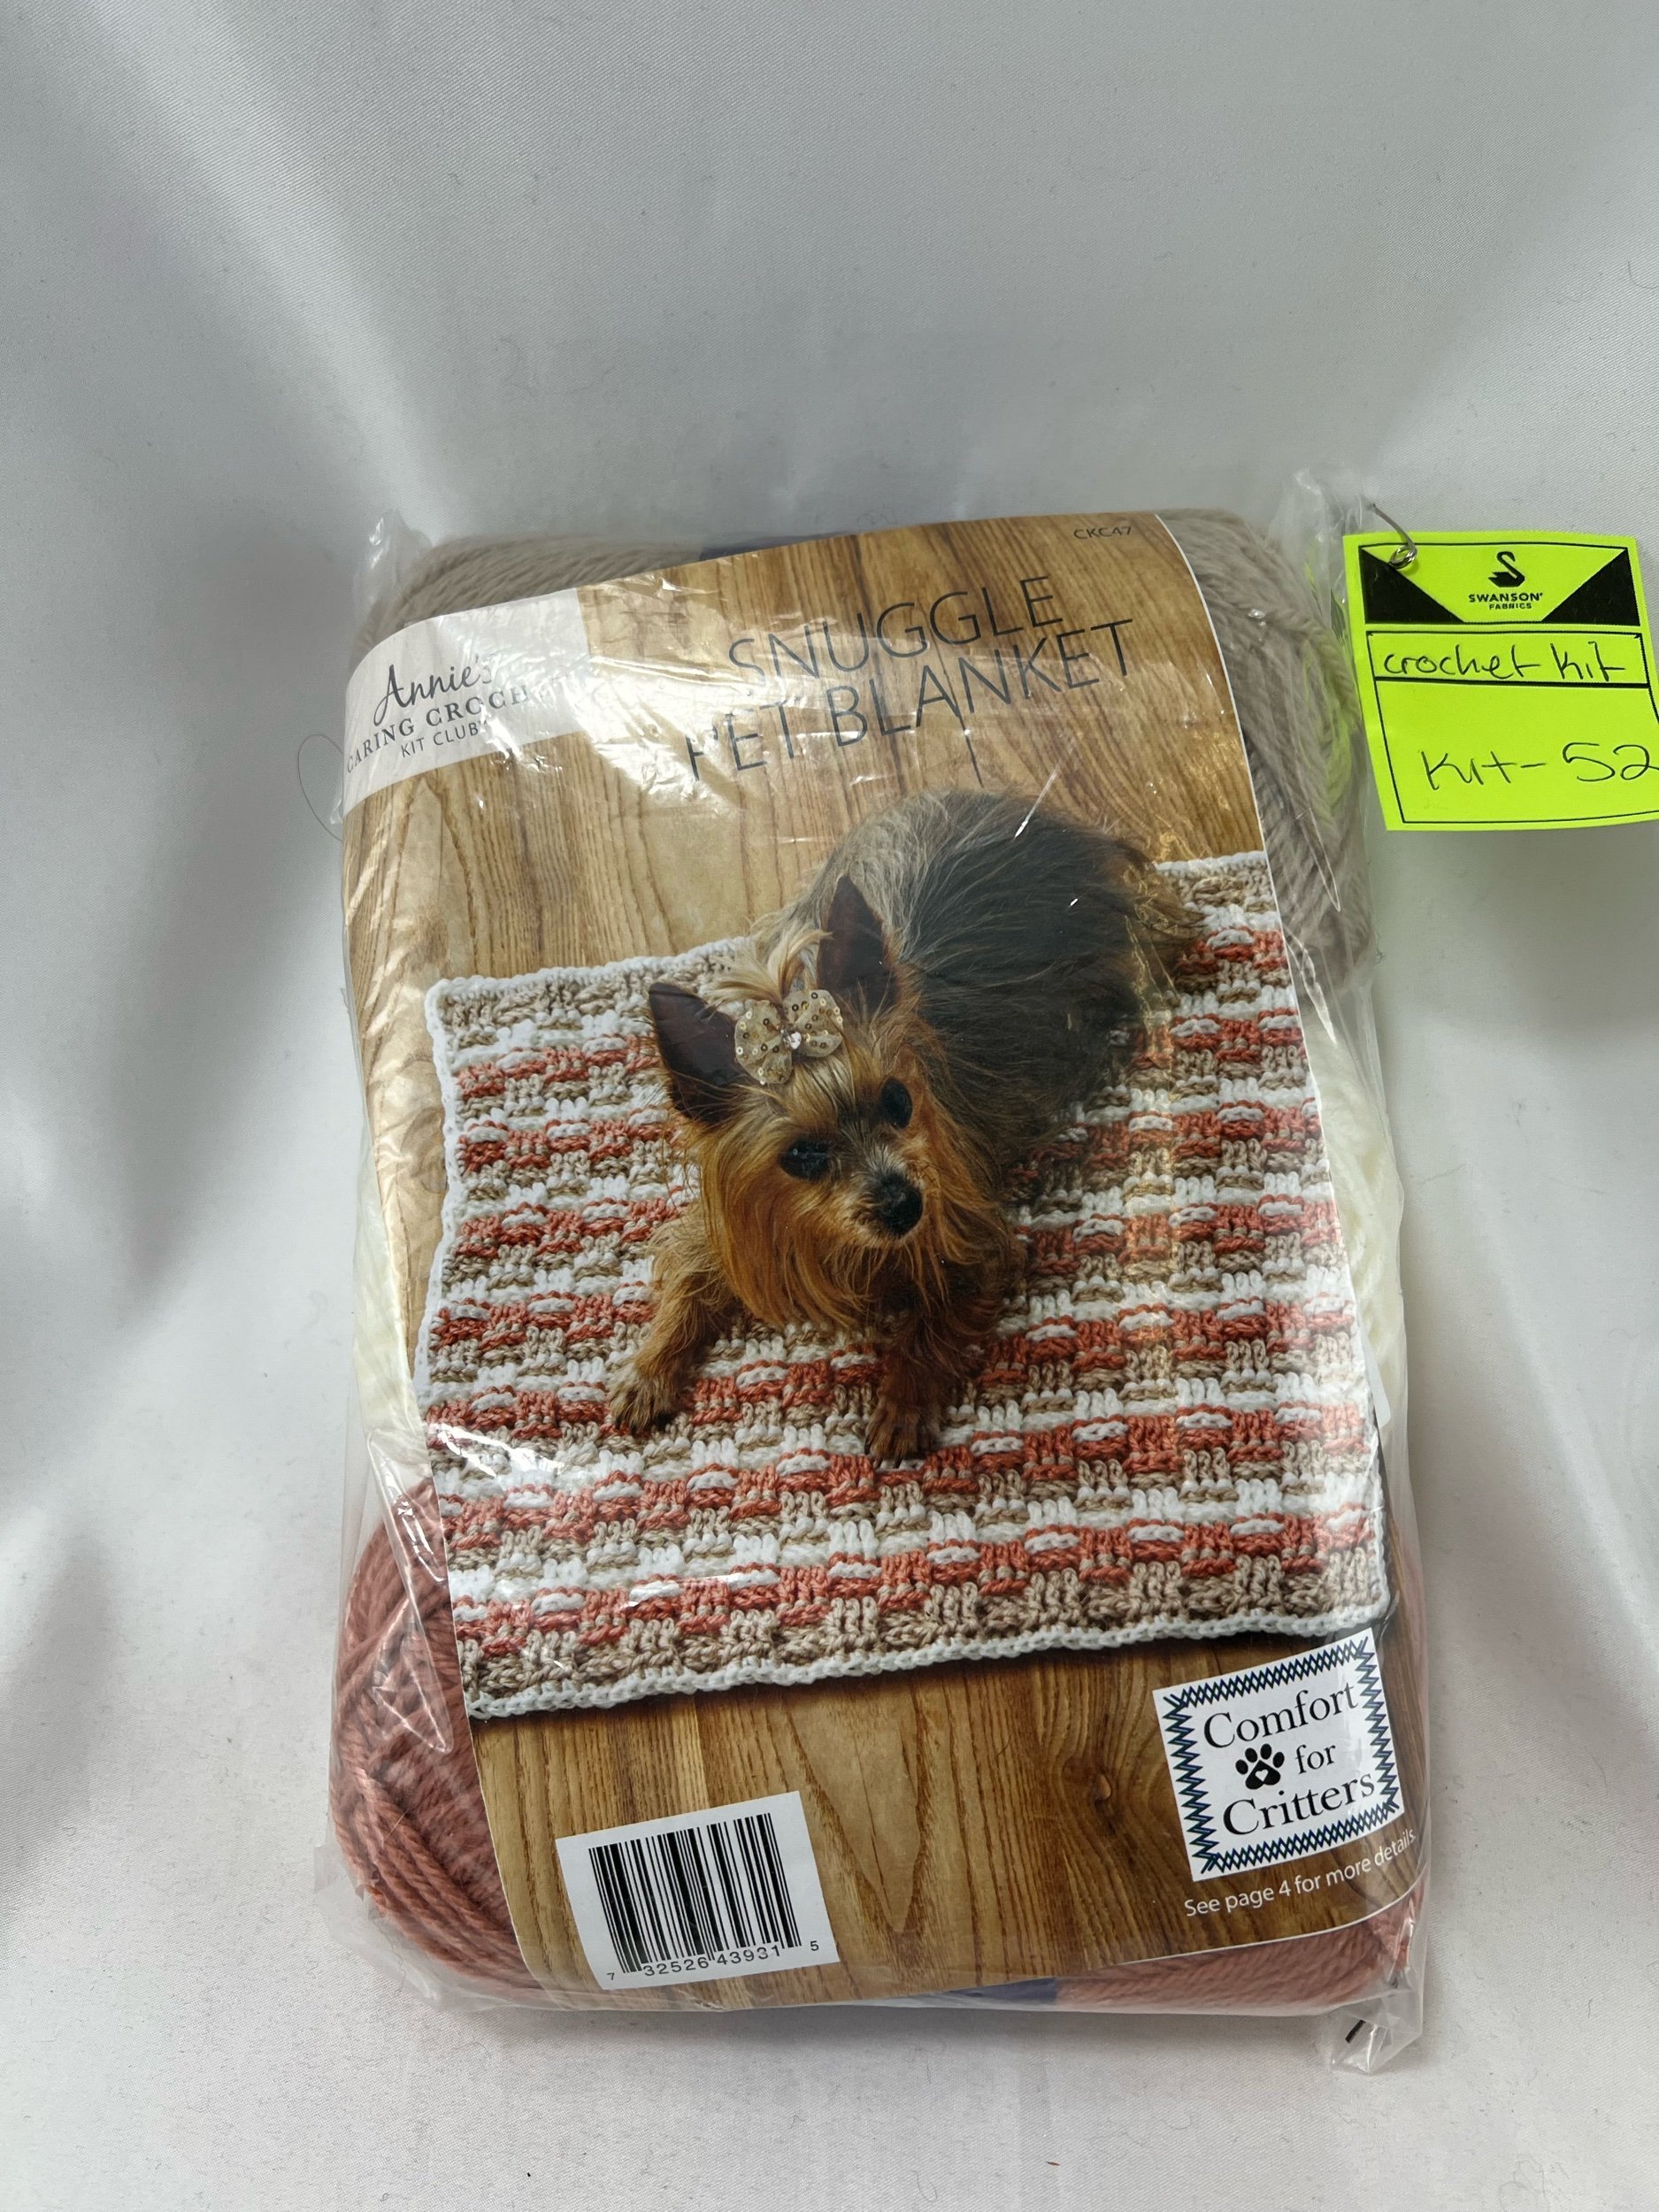 CKC47
SNUGGLE
PET BLANKET
Annie's
CARING CROCHET
KIT CLUB
SWANSON'
FABRICS
crochet kit
Kit-52
Comfort
for
Critters
See page 4 for more details.
7 32526 43931 5